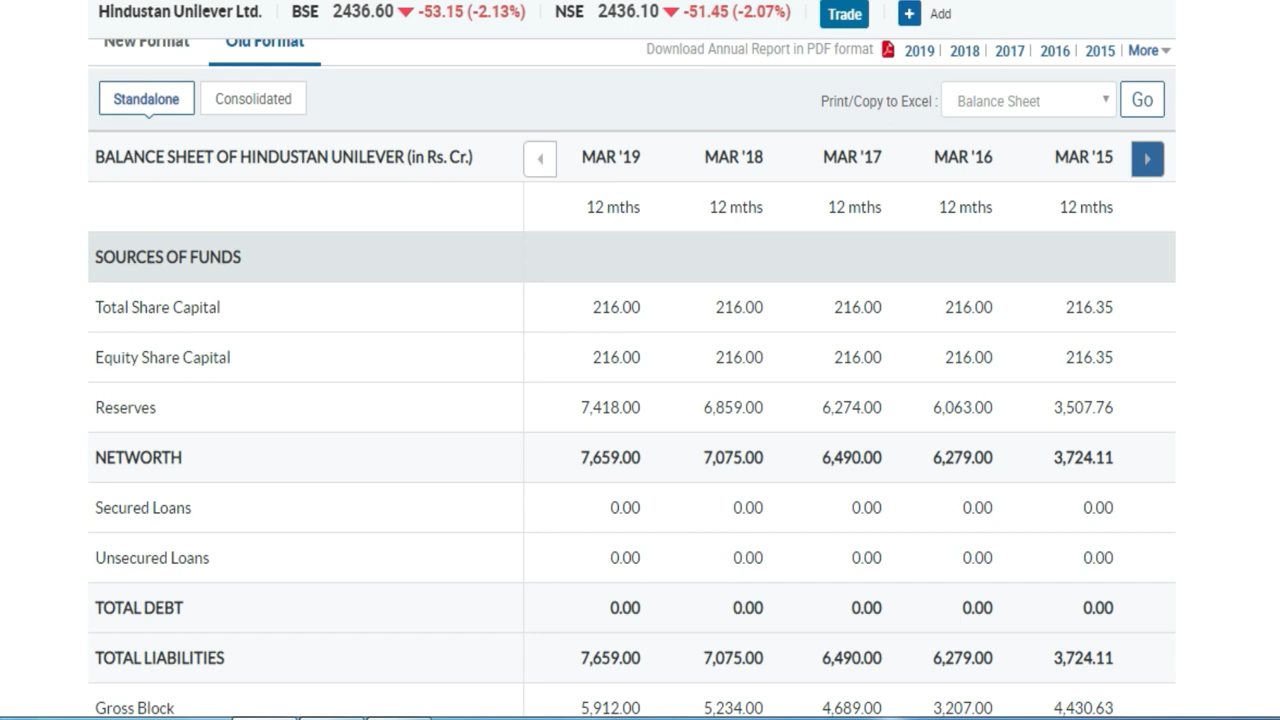 Hindustan Unilever Ltd. BSE 2436.60 -53.15 (-2.13%) NSE 2436.10 -51.45 (-2.07%) Trade + Add
New Format Old Format Download Annual Report in PDF format 2019 | 2018 | 2017 | 2016 | 2015 | More
Standalone Consolidated Print/Copy to Excel : Balance Sheet Go
BALANCE SHEET OF HINDUSTAN UNILEVER (in Rs. Cr.) MAR '19 MAR '18 MAR '17 MAR '16 MAR '15
12 mths 12 mths 12 mths 12 mths 12 mths
SOURCES OF FUNDS
Total Share Capital 216.00 216.00 216.00 216.00 216.35
Equity Share Capital 216.00 216.00 216.00 216.00 216.35
Reserves 7,418.00 6,859.00 6,274.00 6,063.00 3,507.76
NETWORTH 7,659.00 7,075.00 6,490.00 6,279.00 3,724.11
Secured Loans 0.00 0.00 0.00 0.00 0.00
Unsecured Loans 0.00 0.00 0.00 0.00 0.00
TOTAL DEBT 0.00 0.00 0.00 0.00 0.00
TOTAL LIABILITIES 7,659.00 7,075.00 6,490.00 6,279.00 3,724.11
Gross Block 5,912.00 5,234.00 4,689.00 3,207.00 4,430.63